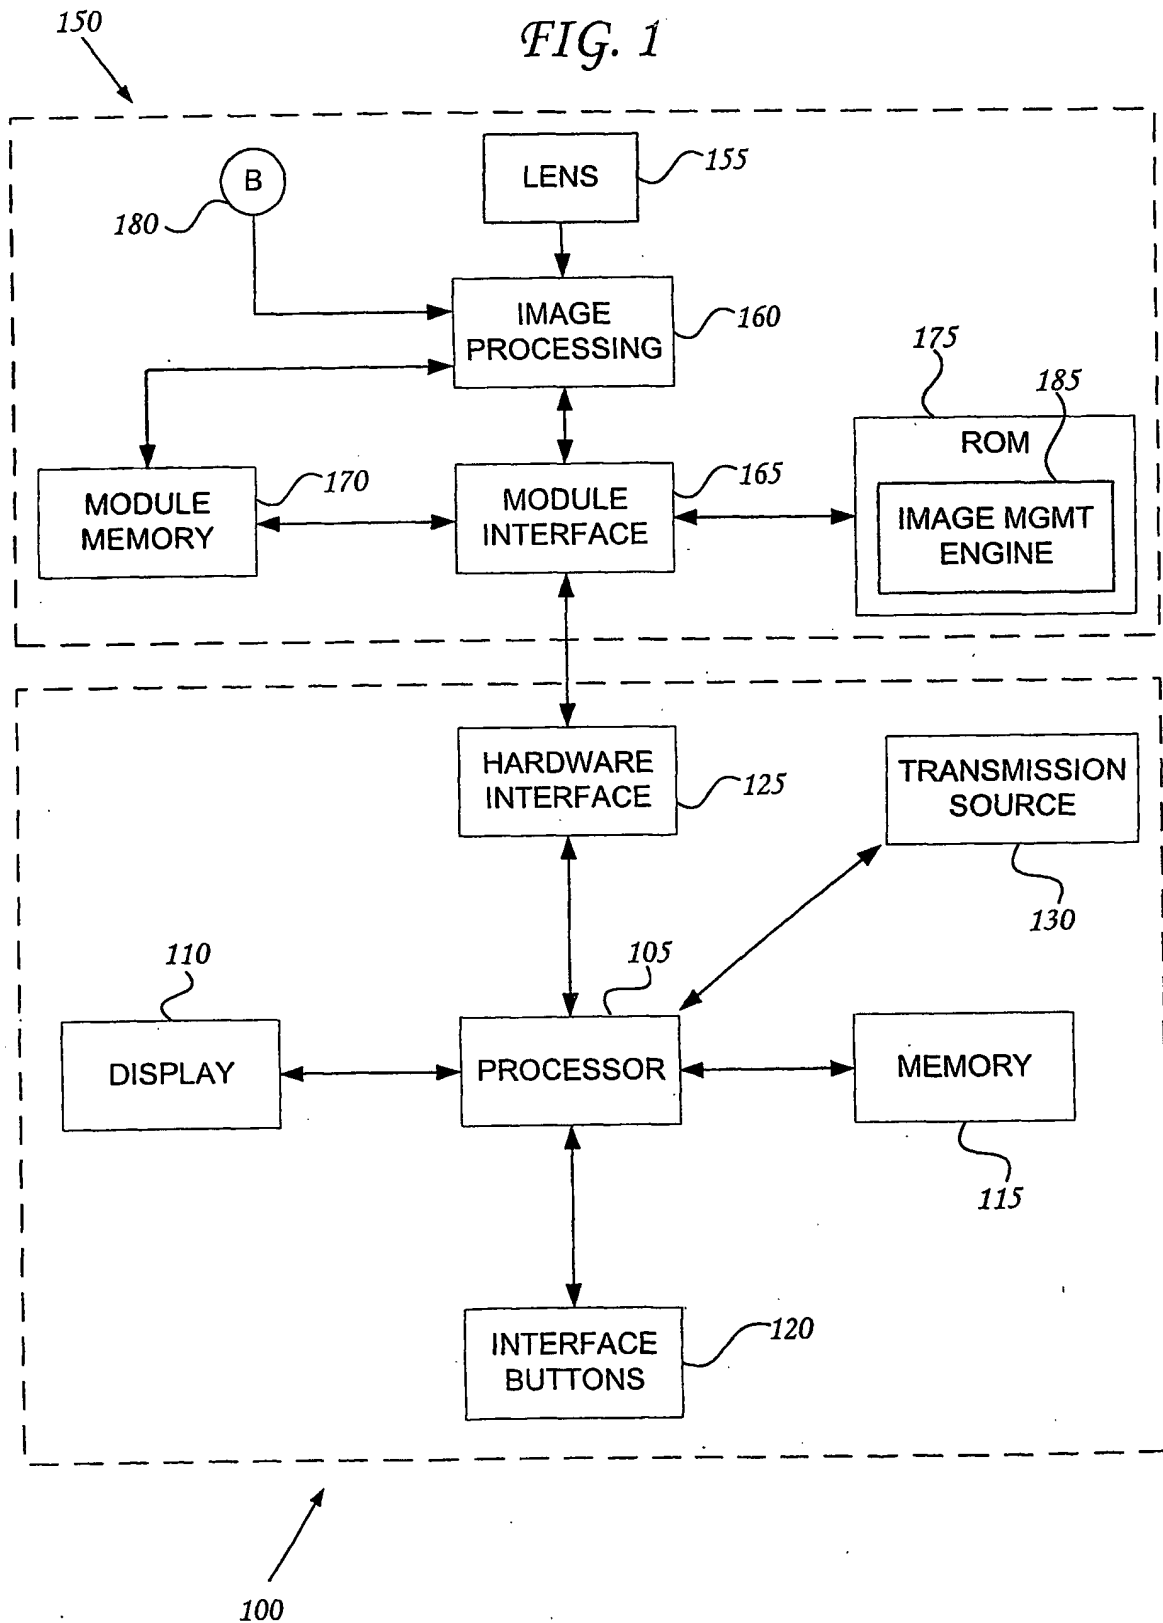 FIG. 1
150
B
180
LENS
155
IMAGE
PROCESSING
160
175
185
ROM
IMAGE MGMT
ENGINE
MODULE
MEMORY
170
MODULE
INTERFACE
165
HARDWARE
INTERFACE
125
TRANSMISSION
SOURCE
130
110
DISPLAY
105
PROCESSOR
MEMORY
115
INTERFACE
BUTTONS
120
100